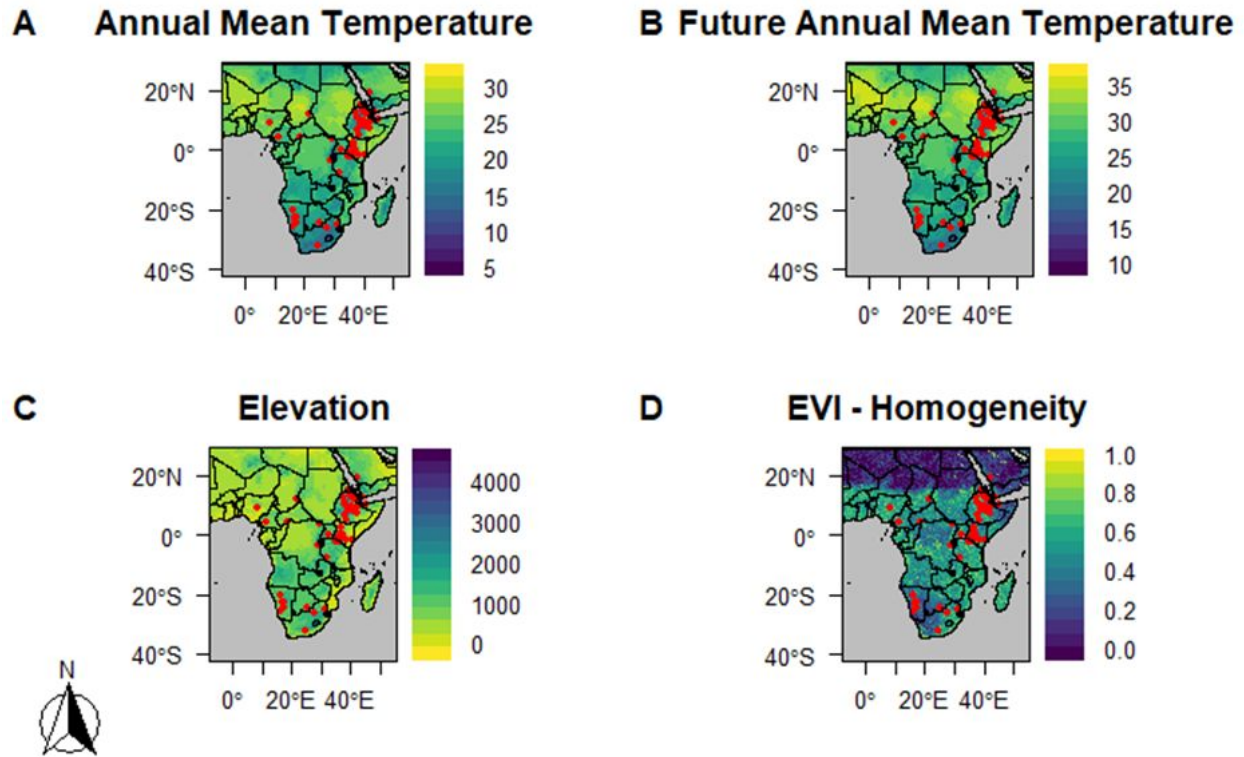 A Annual Mean Temperature
20°N
0°
20°S
40°S
0° 20°E 40°E
30
25
20
15
10
5
B Future Annual Mean Temperature
20°N
0°
20°S
40°S
0° 20°E 40°E
35
30
25
20
15
10
C Elevation
20°N
0°
20°S
40°S
0° 20°E 40°E
4000
3000
2000
1000
0
D EVI - Homogeneity
20°N
0°
20°S
40°S
0° 20°E 40°E
1.0
0.8
0.6
0.4
0.2
0.0
N